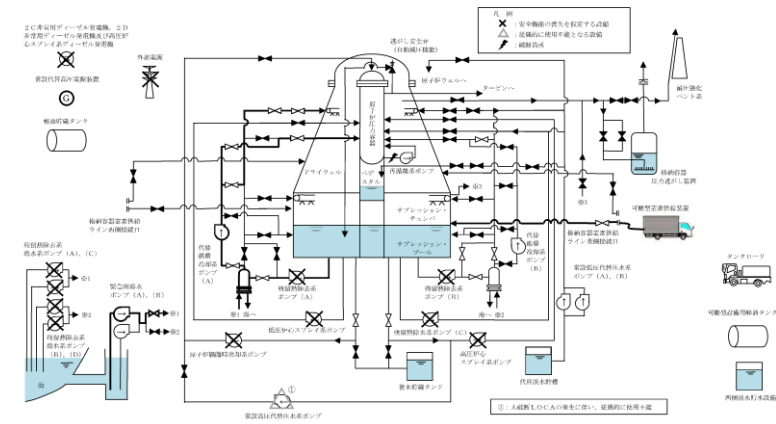 2C非常用ディーゼル発電機，2D
非常用ディーゼル発電機及び高圧炉
心スプレイ系ディーゼル発電機
常設代替高圧電源装置
G
軽油貯蔵タンク
外部電源
凡 例
：安全機能の喪失を仮定する設備
：従属的に使用不能となる設備
：破断箇所
逃がし安全弁
(自動減圧機能)
原子炉ウェルへ
タービンへ
耐圧強化
ベント系
原子炉圧力容器
再循環系ポンプ
ドライウェル
ペデ
スタル
※3
格納容器
圧力逃がし装置
※3
可搬型窒素供給装置
格納容器窒素供給
ライン西側接続口
格納容器窒素供給
ライン東側接続口
サプレッション・
チェンバ
サプレッション・
プール
代替
循環
冷却系
ポンプ
(A)
代替
循環
冷却系
ポンプ
(B)
残留熱除去系
海水系ポンプ(A)，(C)
※1
※2
残留熱除去系
海水系ポンプ
(B)，(D)
緊急用海水
ポンプ(A)，(B)
※1
※2
海
※1 海へ
残留熱除去系
ポンプ(A)
残留熱除去系
ポンプ(B)
海へ ※2
常設低圧代替注水系
ポンプ(A)，(B)
タンクローリ
可搬型設備用軽油タンク
西側淡水貯水設備
低圧炉心スプレイ系ポンプ
残留熱除去系ポンプ(C)
原子炉隔離時冷却系ポンプ
高圧炉心
スプレイ系ポンプ
復水貯蔵タンク
代替淡水貯槽
①
常設高圧代替注水系ポンプ
①：大破断LOCAの発生に伴い，従属的に使用不能